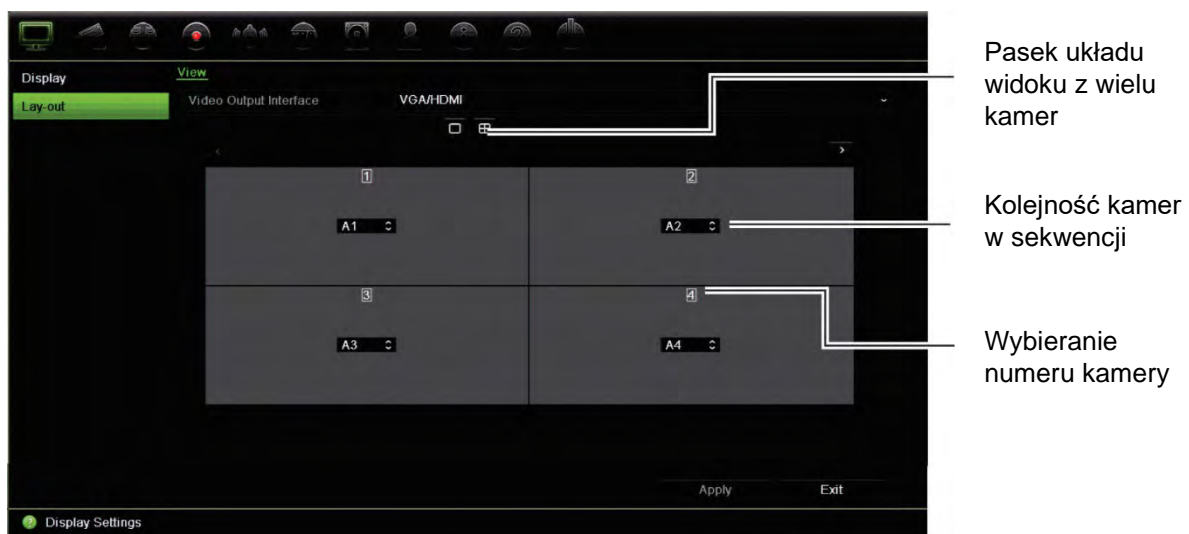 Display
View
Lay-out
Video Output Interface
VGA/HDMI
1
2
A1
A2
3
4
A3
A4
Apply
Exit
Display Settings
Pasek układu
widoku z wielu
kamer
Kolejność kamer
w sekwencji
Wybieranie
numeru kamery